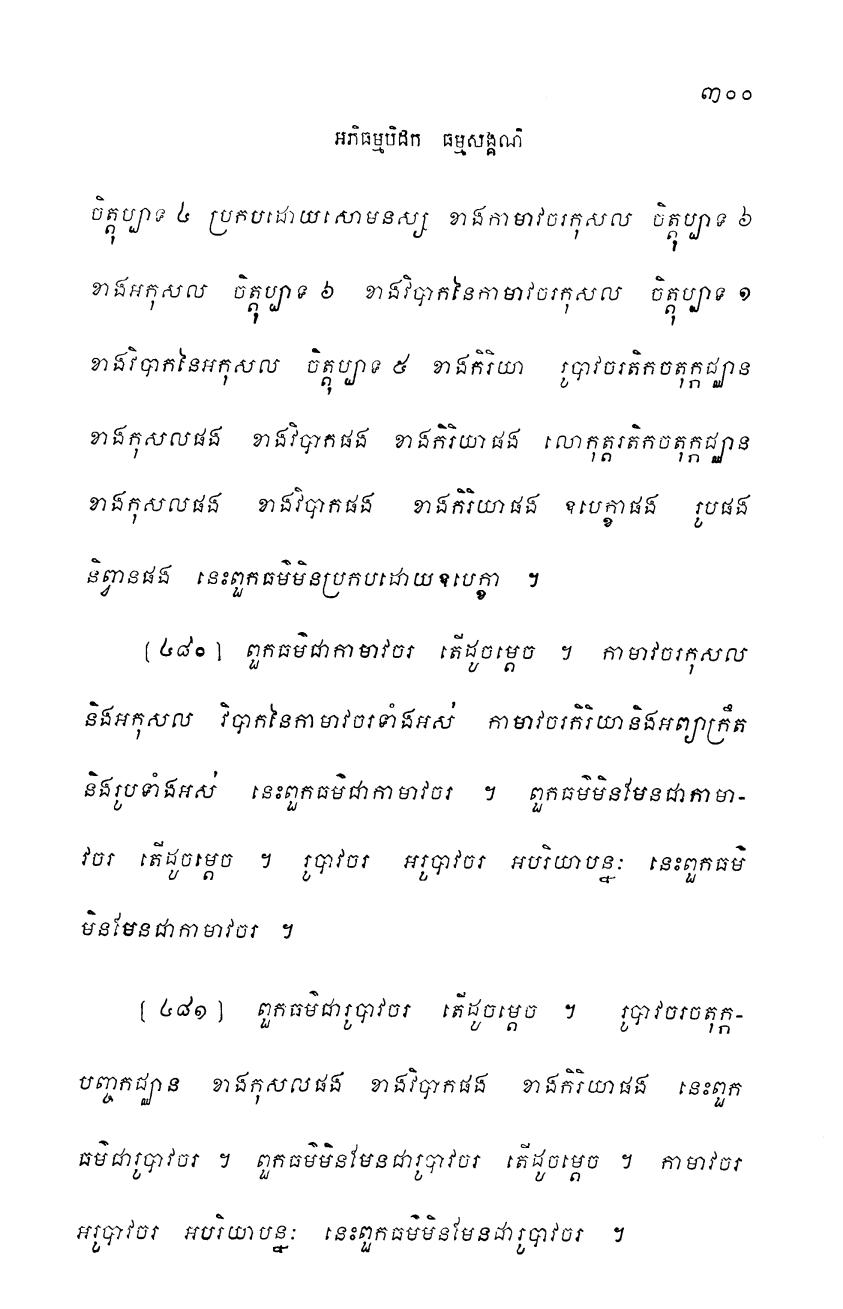 ៣០០
អភិធម្មបិដក ធម្មសង្គណី
ចិត្តុប្បាទ ៤ ប្រកបដោយសោមនស្ស ខាងកាមាវចរកុសល ចិត្តុប្បាទ ៦
ខាងអកុសល ចិត្តុប្បាទ ៦ ខាងវិបាកនៃកាមាវចរកុសល ចិត្តុប្បាទ ១
ខាងវិបាកនៃអកុសល ចិត្តុប្បាទ ៥ ខាងកិរិយា រូបាវចរតិកចតុក្កជ្ឈាន
ខាងកុសលផង ខាងវិបាកផង ខាងកិរិយាផង លោកុត្តរតិកចតុក្កជ្ឈាន
ខាងកុសលផង ខាងវិបាកផង ខាងកិរិយាផង ឧបេក្ខាផង រូបផង
និព្វានផង នេះពួកធម៌មិនប្រកបដោយឧបេក្ខា ។
(៤៨០) ពួកធម៌ជាកាមាវចរ តើដូចម្តេច ។ កាមាវចរកុសល
និងអកុសល វិបាកនៃកាមាវចរទាំងអស់ កាមាវចរកិរិយានិងអព្យាក្រឹត
និងរូបទាំងអស់ នេះពួកធម៌ជាកាមាវចរ ។ ពួកធម៌មិនមែនជាកាមា-
វចរ តើដូចម្តេច ។ រូបាវចរ អរូបាវចរ អបរិយាបន្នៈ នេះពួកធម៌
មិនមែនជាកាមាវចរ ។
(៤៨១) ពួកធម៌ជារូបាវចរ តើដូចម្តេច ។ រូបាវចរចតុក្ក-
បញ្ចកជ្ឈាន ខាងកុសលផង ខាងវិបាកផង ខាងកិរិយាផង នេះពួក
ធម៌ជារូបាវចរ ។ ពួកធម៌មិនមែនជារូបាវចរ តើដូចម្តេច ។ កាមាវចរ
អរូបាវចរ អបរិយាបន្នៈ នេះពួកធម៌មិនមែនជារូបាវចរ ។